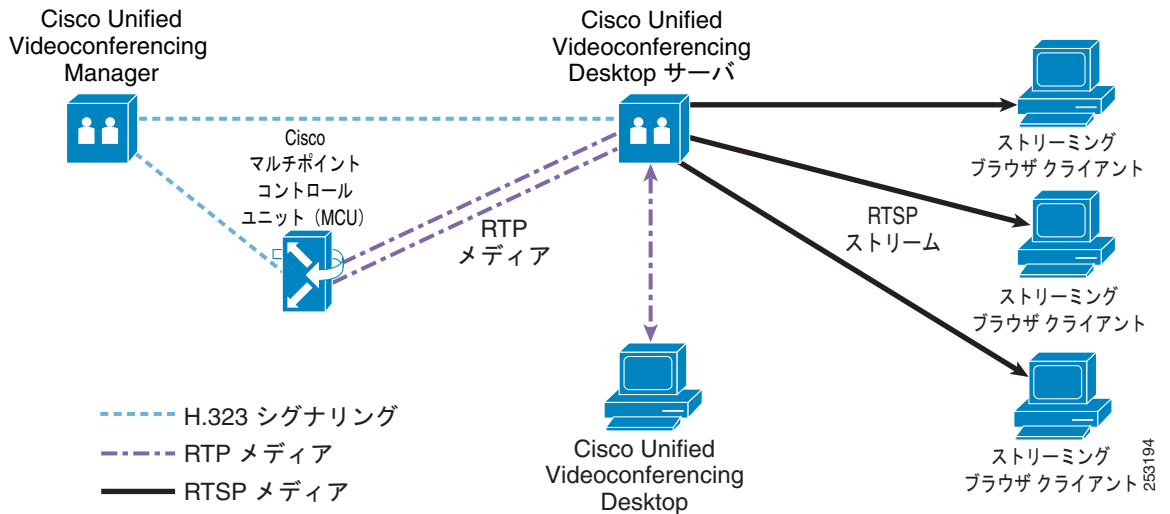 Cisco Unified
Videoconferencing
Manager
Cisco Unified
Videoconferencing
Desktop サーバ
Cisco
マルチポイント
コントロール
ユニット（MCU）
RTP
メディア
RTSP
ストリーム
ストリーミング
ブラウザ クライアント
ストリーミング
ブラウザ クライアント
ストリーミング
ブラウザ クライアント
Cisco Unified
Videoconferencing
Desktop
H.323 シグナリング
RTP メディア
RTSP メディア
253194